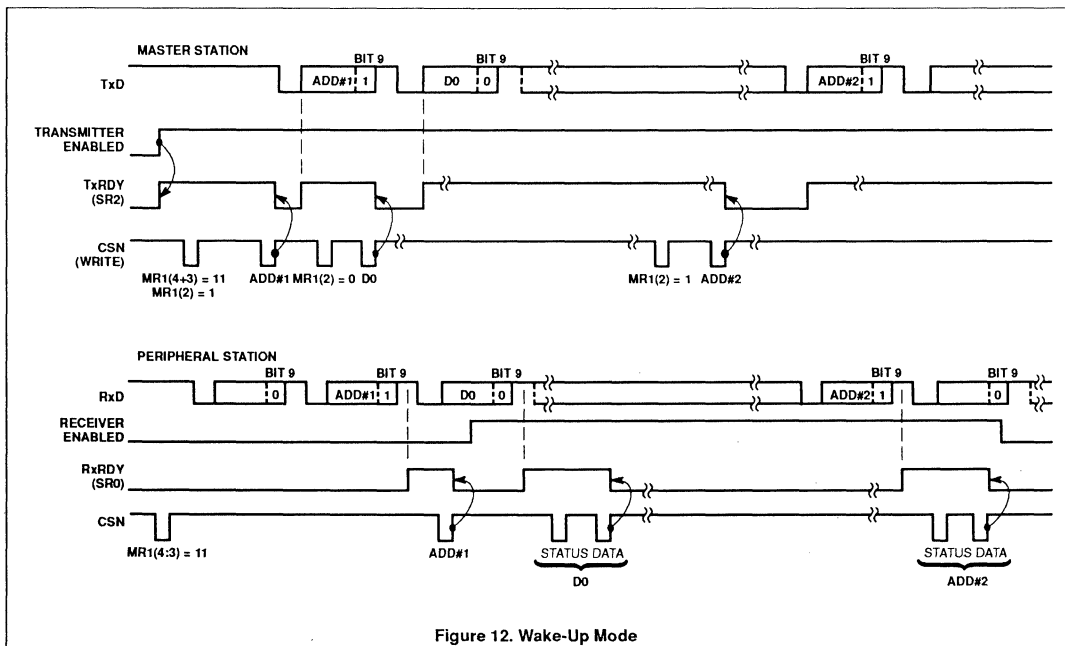 MASTER STATION
BIT 9 BIT 9 BIT 9
TxD ADD#1 1 D0 0 ADD#2 1
TRANSMITTER
ENABLED
TxRDY
(SR2)
CSN
(WRITE)
MR1(4+3) = 11 ADD#1 MR1(2) = 0 D0 MR1(2) = 1 ADD#2
MR1(2) = 1
PERIPHERAL STATION
BIT 9 BIT 9 BIT 9 BIT 9 BIT 9
RxD 0 ADD#1 1 D0 0 ADD#2 1 0
RECEIVER
ENABLED
RxRDY
(SR0)
CSN
MR1(4:3) = 11 ADD#1 STATUS DATA STATUS DATA
D0 ADD#2
Figure 12. Wake-Up Mode